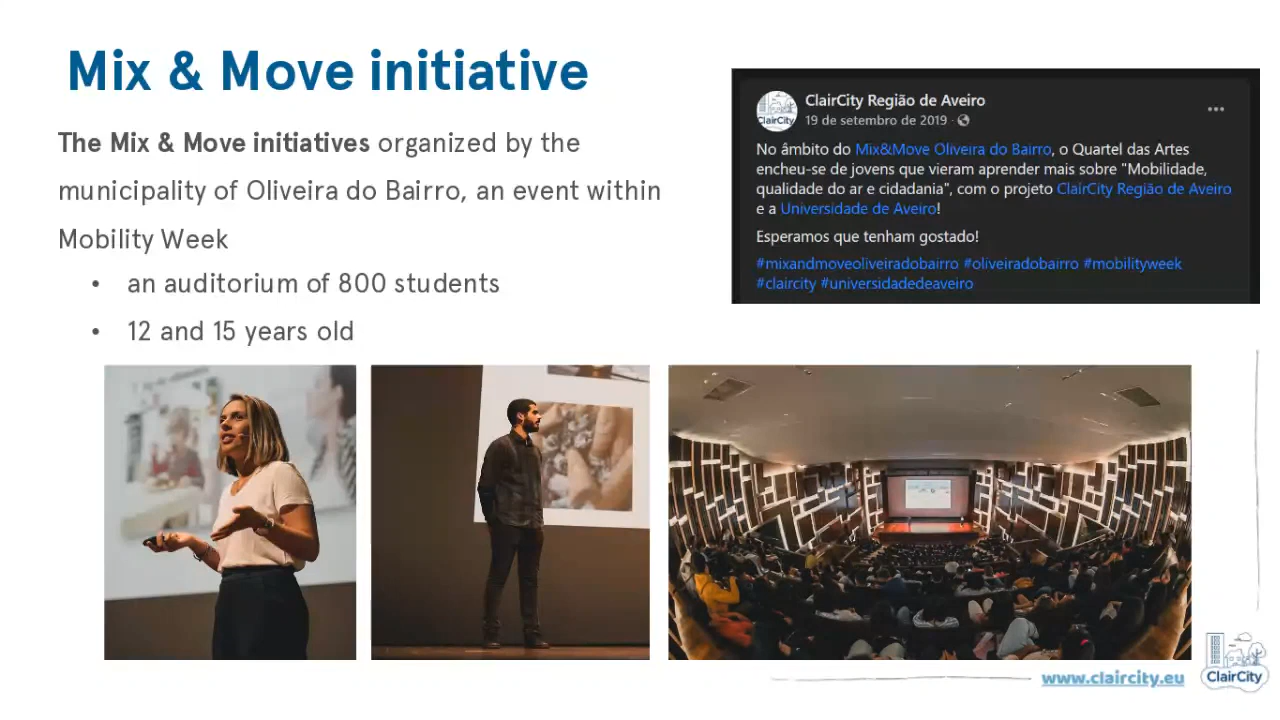 Mix & Move initiative
The Mix & Move initiatives organized by the
municipality of Oliveira do Bairro, an event within
Mobility Week
• an auditorium of 800 students
• 12 and 15 years old
ClairCity
ClairCity Região de Aveiro
19 de setembro de 2019 ·
No âmbito do Mix&Move Oliveira do Bairro, o Quartel das Artes
encheu-se de jovens que vieram aprender mais sobre "Mobilidade,
qualidade do ar e cidadania", com o projeto ClairCity Região de Aveiro
e a Universidade de Aveiro!
Esperamos que tenham gostado!
#mixandmoveoliveiradobairro #oliveiradobairro #mobilityweek
#claircity #universidadedeaveiro
www.claircity.eu
ClairCity